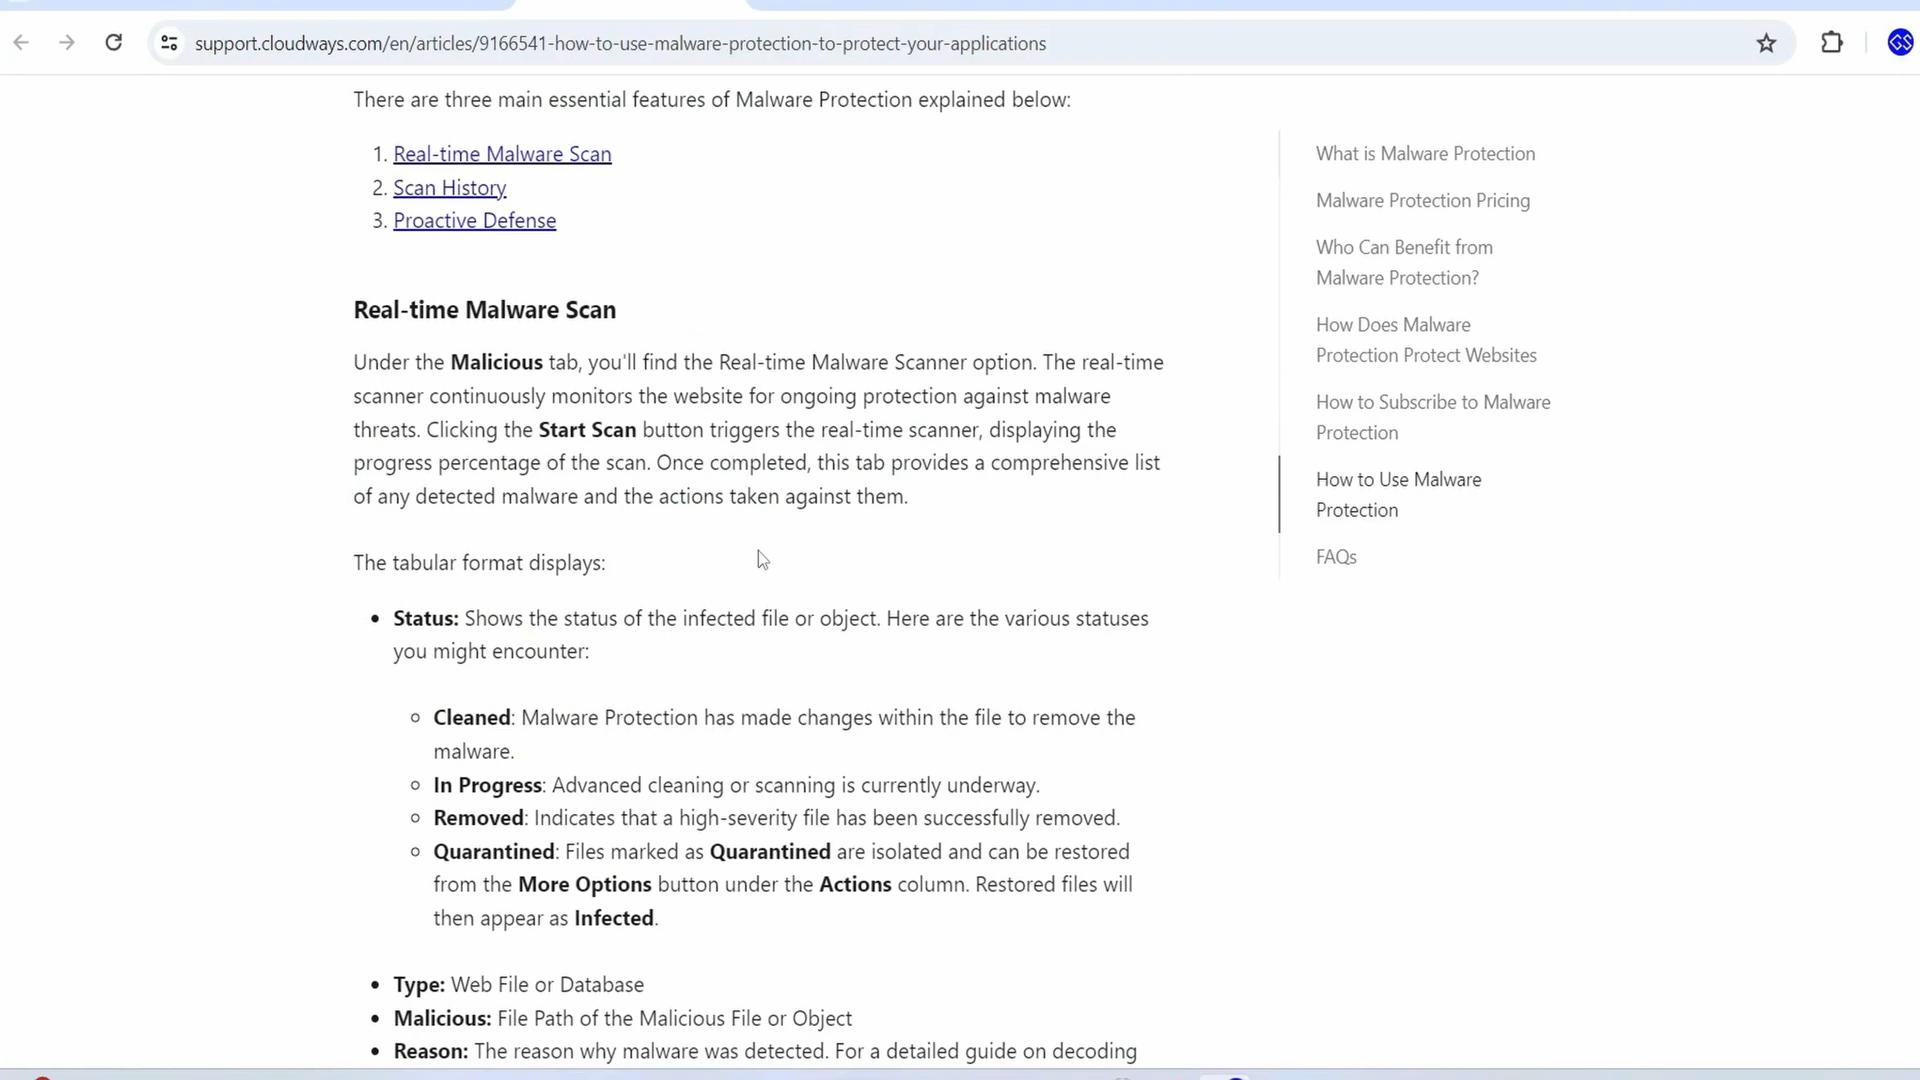 support.cloudways.com/en/articles/9166541-how-to-use-malware-protection-to-protect-your-applications
There are three main essential features of Malware Protection explained below:
1. Real-time Malware Scan
2. Scan History
3. Proactive Defense
Real-time Malware Scan
Under the Malicious tab, you'll find the Real-time Malware Scanner option. The real-time
scanner continuously monitors the website for ongoing protection against malware
threats. Clicking the Start Scan button triggers the real-time scanner, displaying the
progress percentage of the scan. Once completed, this tab provides a comprehensive list
of any detected malware and the actions taken against them.
The tabular format displays:
• Status: Shows the status of the infected file or object. Here are the various statuses
you might encounter:
○ Cleaned: Malware Protection has made changes within the file to remove the
malware.
○ In Progress: Advanced cleaning or scanning is currently underway.
○ Removed: Indicates that a high-severity file has been successfully removed.
○ Quarantined: Files marked as Quarantined are isolated and can be restored
from the More Options button under the Actions column. Restored files will
then appear as Infected.
• Type: Web File or Database
• Malicious: File Path of the Malicious File or Object
• Reason: The reason why malware was detected. For a detailed guide on decoding
What is Malware Protection
Malware Protection Pricing
Who Can Benefit from
Malware Protection?
How Does Malware
Protection Protect Websites
How to Subscribe to Malware
Protection
How to Use Malware
Protection
FAQs